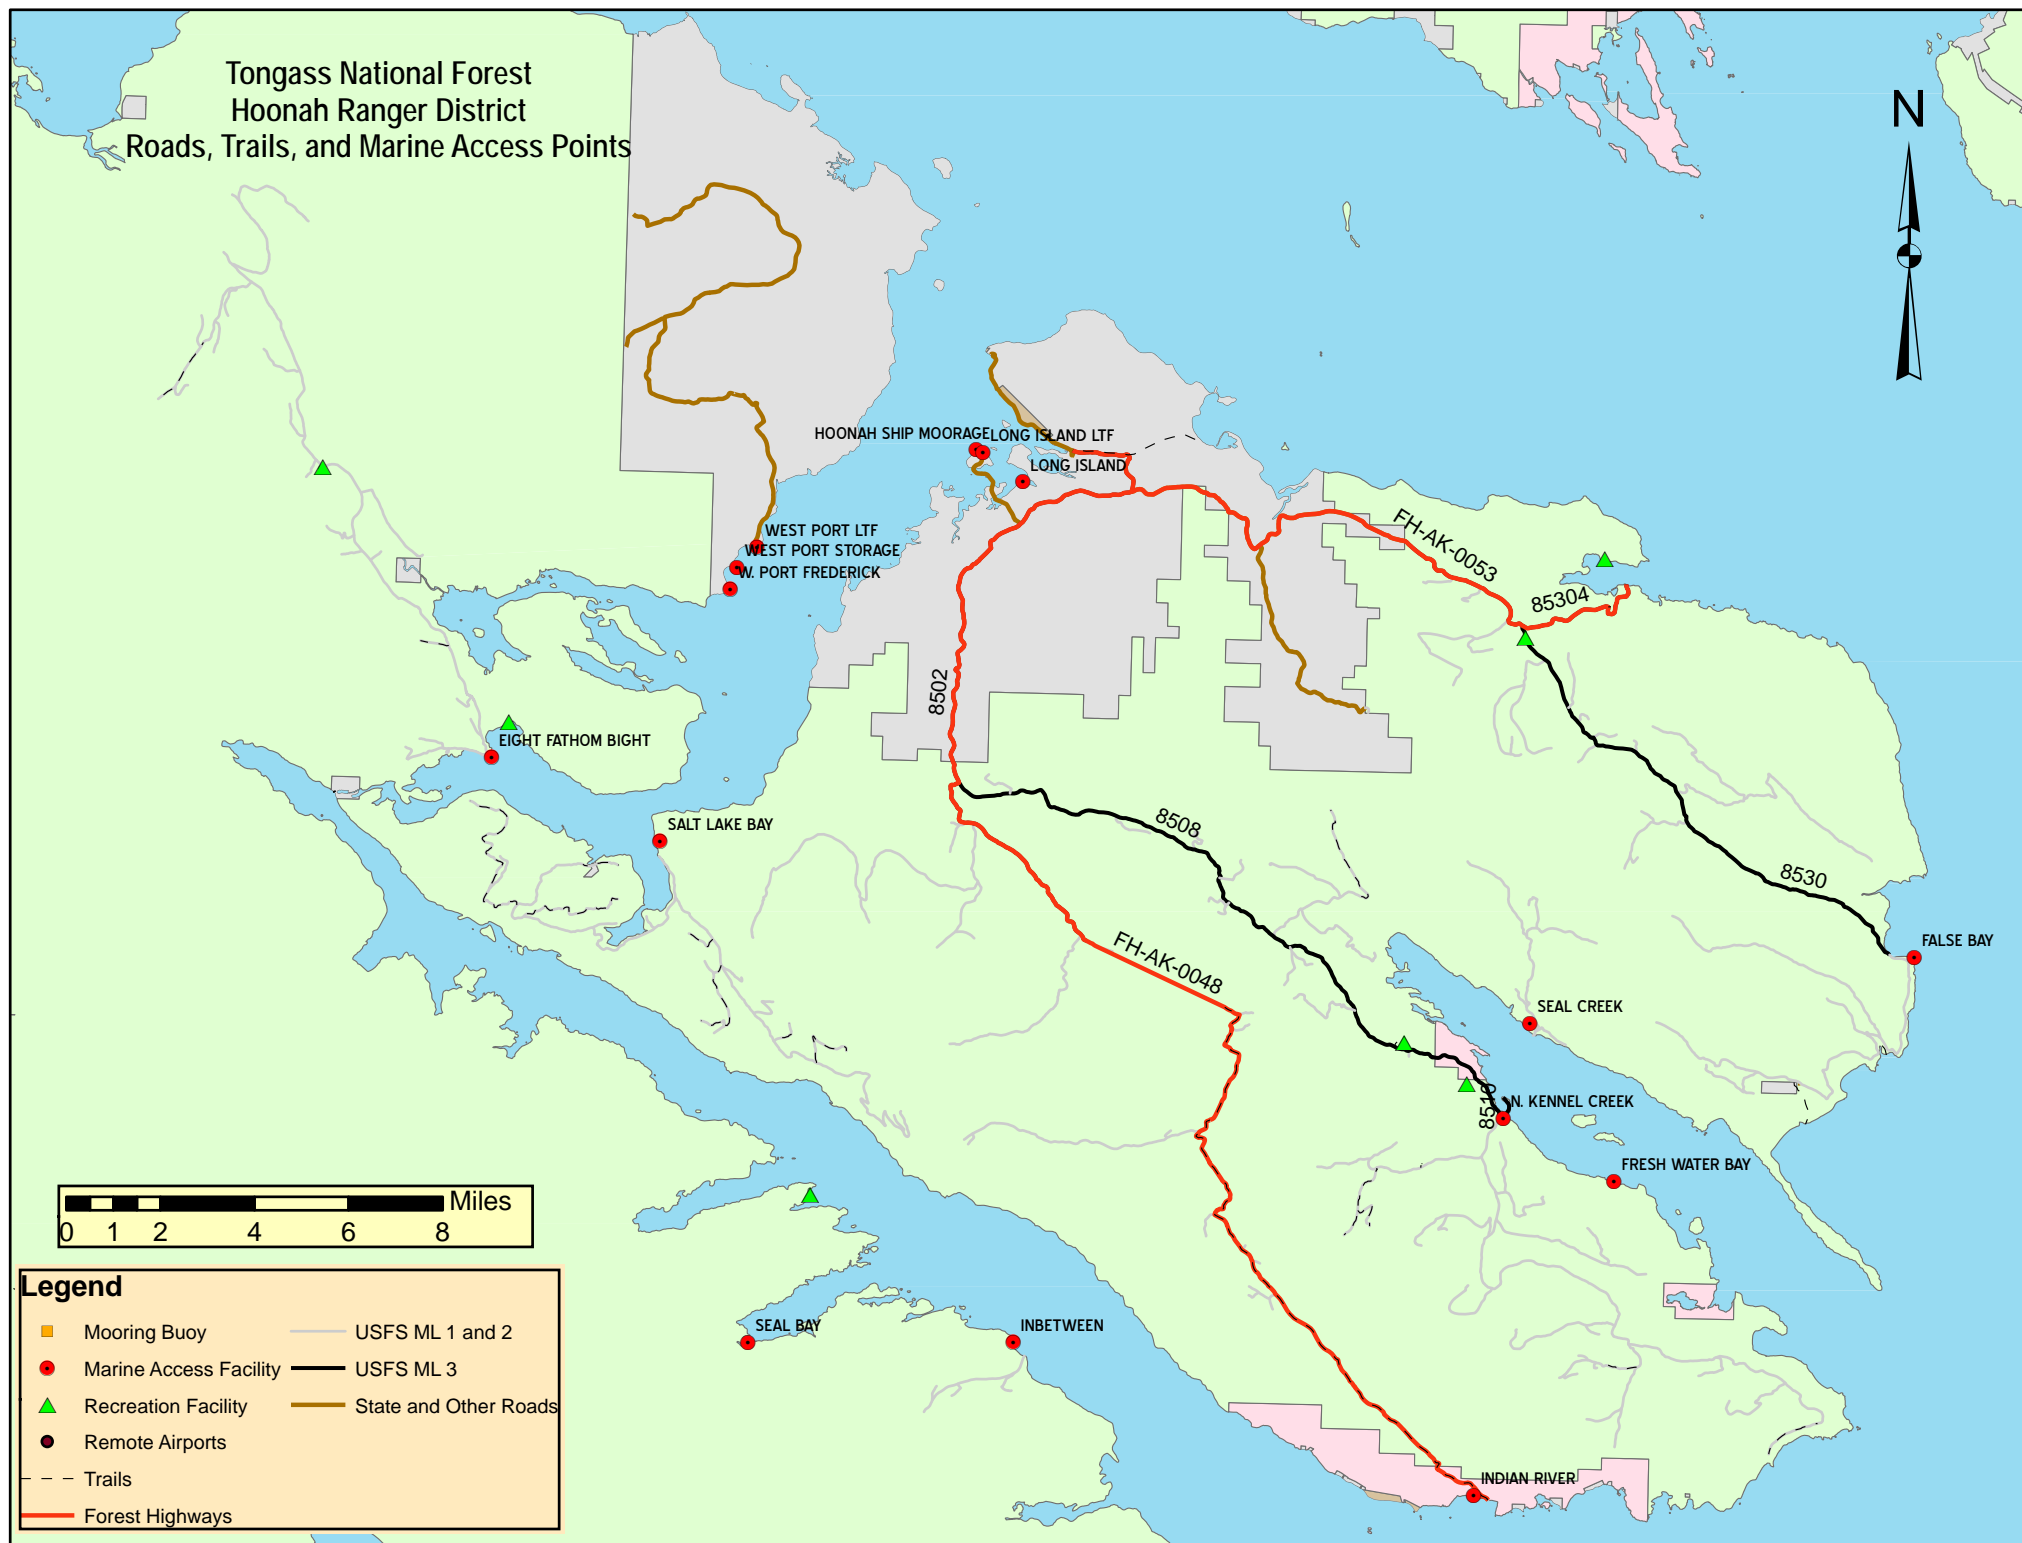 Tongass National Forest
Hoonah Ranger District
Roads, Trails, and Marine Access Points
N
HOONAH SHIP MOORAGE
LONG ISLAND LTF
LONG ISLAND
WEST PORT LTF
WEST PORT STORAGE
W. PORT FREDERICK
FH-AK-0053
85304
8502
EIGHT FATHOM BIGHT
SALT LAKE BAY
8508
8530
FALSE BAY
FH-AK-0048
SEAL CREEK
8510
N. KENNEL CREEK
FRESH WATER BAY
SEAL BAY
INBETWEEN
INDIAN RIVER
Miles
0 1 2 4 6 8
Legend
Mooring Buoy
Marine Access Facility
Recreation Facility
Remote Airports
Trails
Forest Highways
USFS ML 1 and 2
USFS ML 3
State and Other Roads